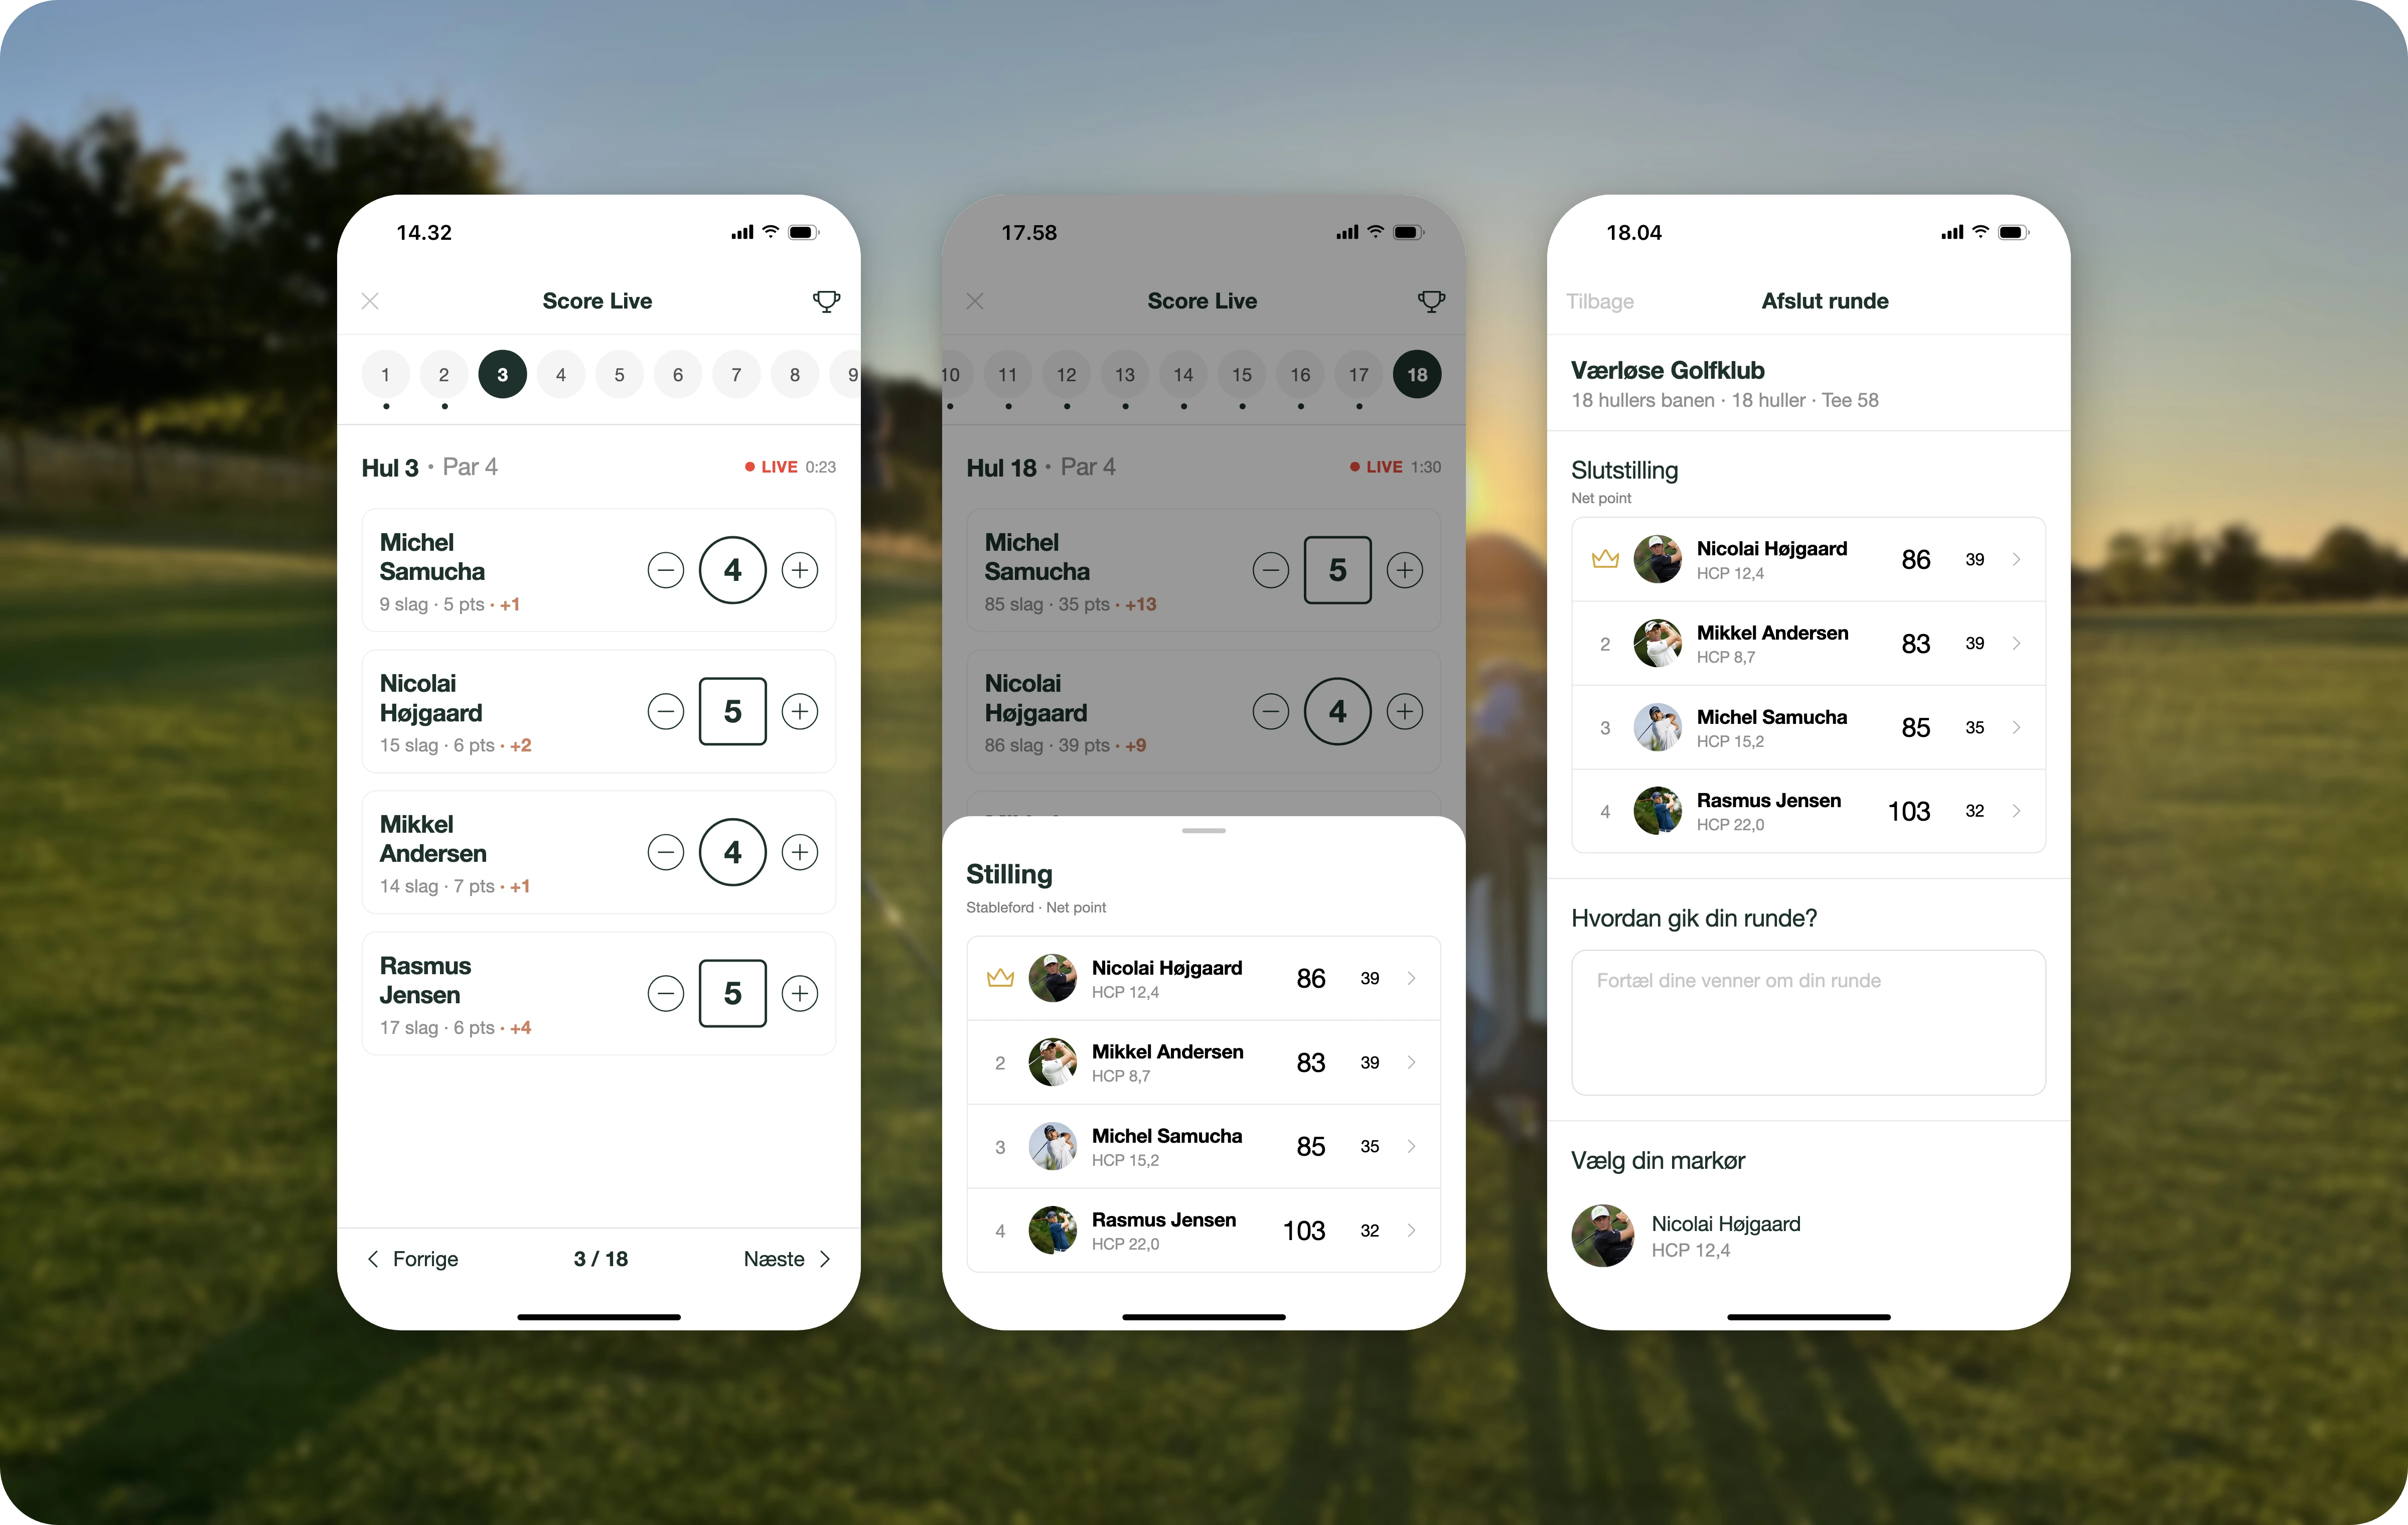 14.32
Score Live
1 2 3 4 5 6 7 8 9
Hul 3 · Par 4
LIVE 0:23
Michel
Samucha
9 slag · 5 pts · +1
4
Nicolai
Højgaard
15 slag · 6 pts · +2
5
Mikkel
Andersen
14 slag · 7 pts · +1
4
Rasmus
Jensen
17 slag · 6 pts · +4
5
Forrige
3 / 18
Næste
17.58
Score Live
10 11 12 13 14 15 16 17 18
Hul 18 · Par 4
LIVE 1:30
Michel
Samucha
85 slag · 35 pts · +13
5
Nicolai
Højgaard
86 slag · 39 pts · +9
4
Stilling
Stableford · Net point
Nicolai Højgaard
HCP 12,4
86 39
2
Mikkel Andersen
HCP 8,7
83 39
3
Michel Samucha
HCP 15,2
85 35
4
Rasmus Jensen
HCP 22,0
103 32
18.04
Tilbage
Afslut runde
Værløse Golfklub
18 hullers banen · 18 huller · Tee 58
Slutstilling
Net point
Nicolai Højgaard
HCP 12,4
86 39
2
Mikkel Andersen
HCP 8,7
83 39
3
Michel Samucha
HCP 15,2
85 35
4
Rasmus Jensen
HCP 22,0
103 32
Hvordan gik din runde?
Fortæl dine venner om din runde
Vælg din markør
Nicolai Højgaard
HCP 12,4